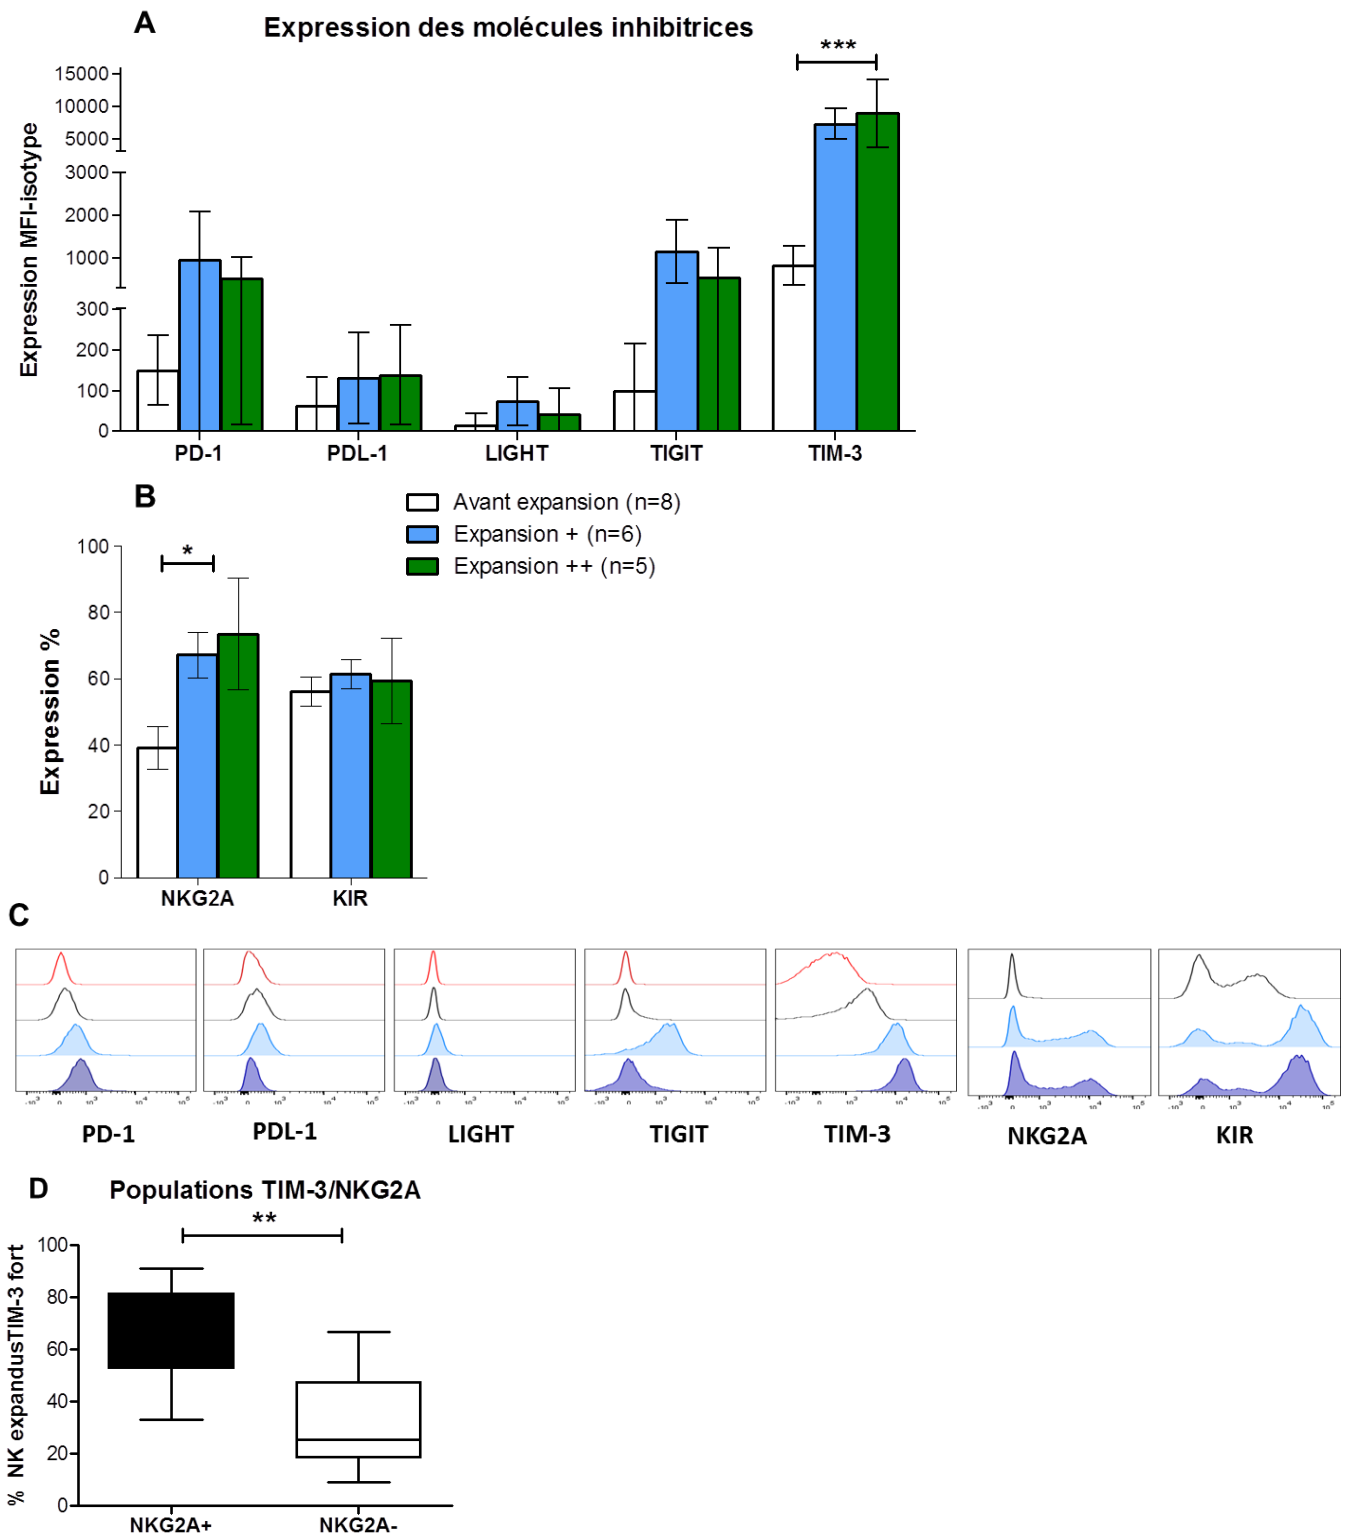 A
Expression des molécules inhibitrices
***
Expression MFI-isotype
15000
10000
5000
3000
2000
1000
300
200
100
0
PD-1 PDL-1 LIGHT TIGIT TIM-3
B
Avant expansion (n=8)
Expansion + (n=6)
Expansion ++ (n=5)
*
Expression %
100
80
60
40
20
0
NKG2A KIR
C
PD-1 PDL-1 LIGHT TIGIT TIM-3 NKG2A KIR
D
Populations TIM-3/NKG2A
**
% NK expandusTIM-3 fort
100
80
60
40
20
0
NKG2A+ NKG2A-